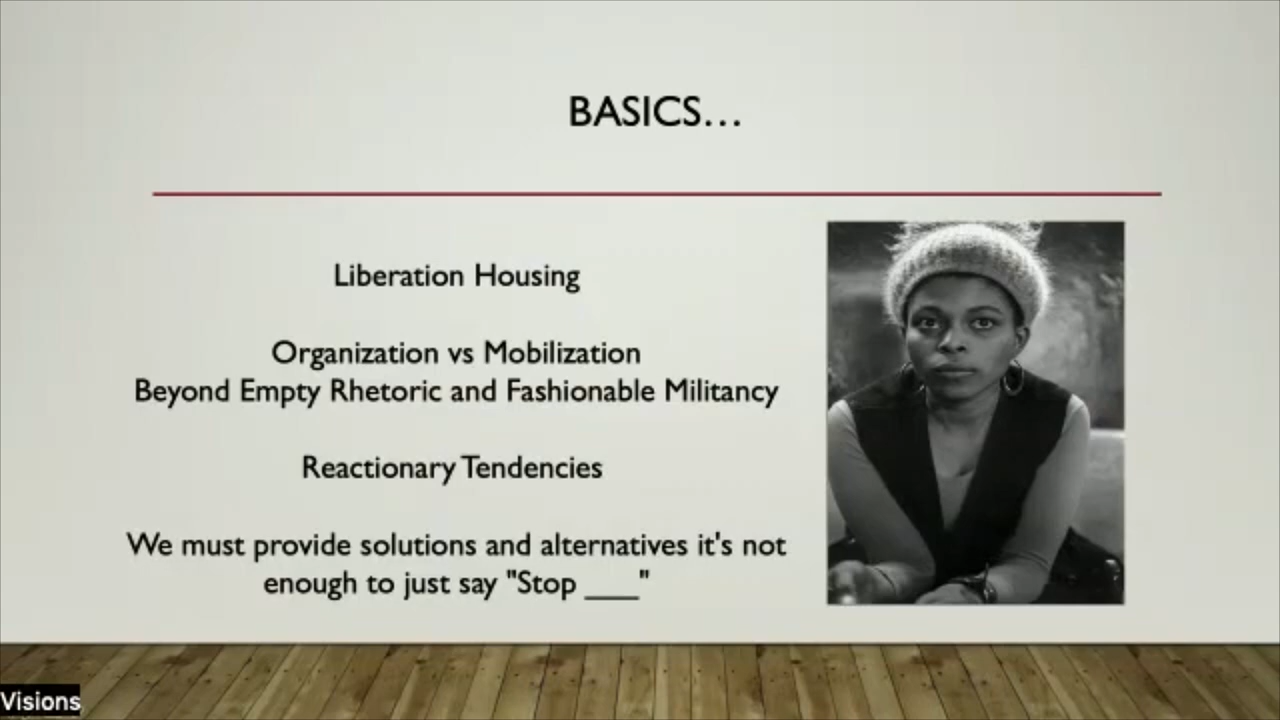 BASICS...
Liberation Housing
Organization vs Mobilization
Beyond Empty Rhetoric and Fashionable Militancy
Reactionary Tendencies
We must provide solutions and alternatives it's not
enough to just say "Stop ___"
Visions